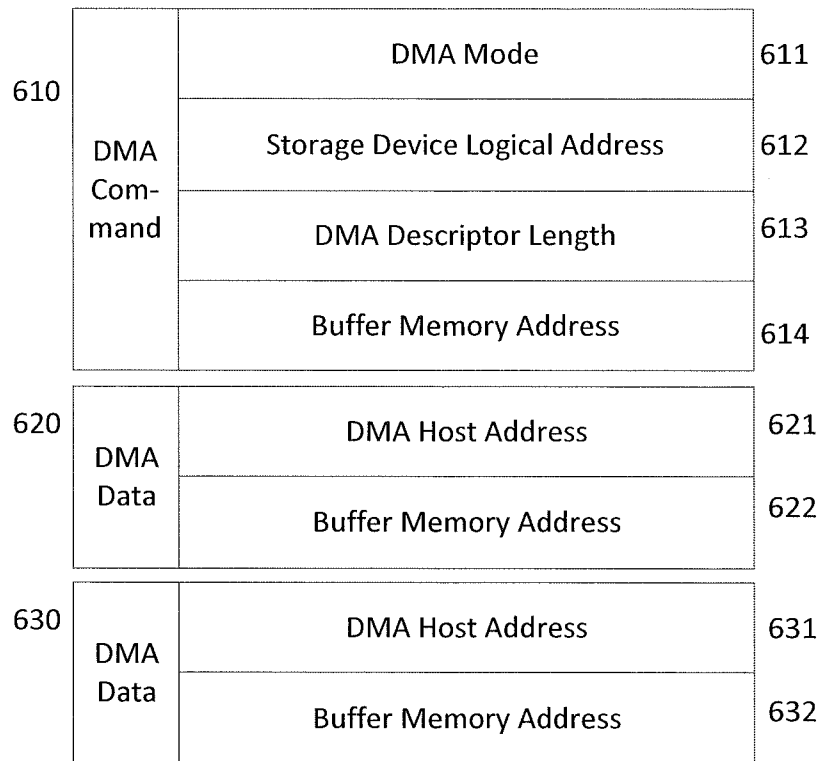 610
DMA
Com-
mand
DMA Mode
611
Storage Device Logical Address
612
DMA Descriptor Length
613
Buffer Memory Address
614
620
DMA
Data
DMA Host Address
621
Buffer Memory Address
622
630
DMA
Data
DMA Host Address
631
Buffer Memory Address
632